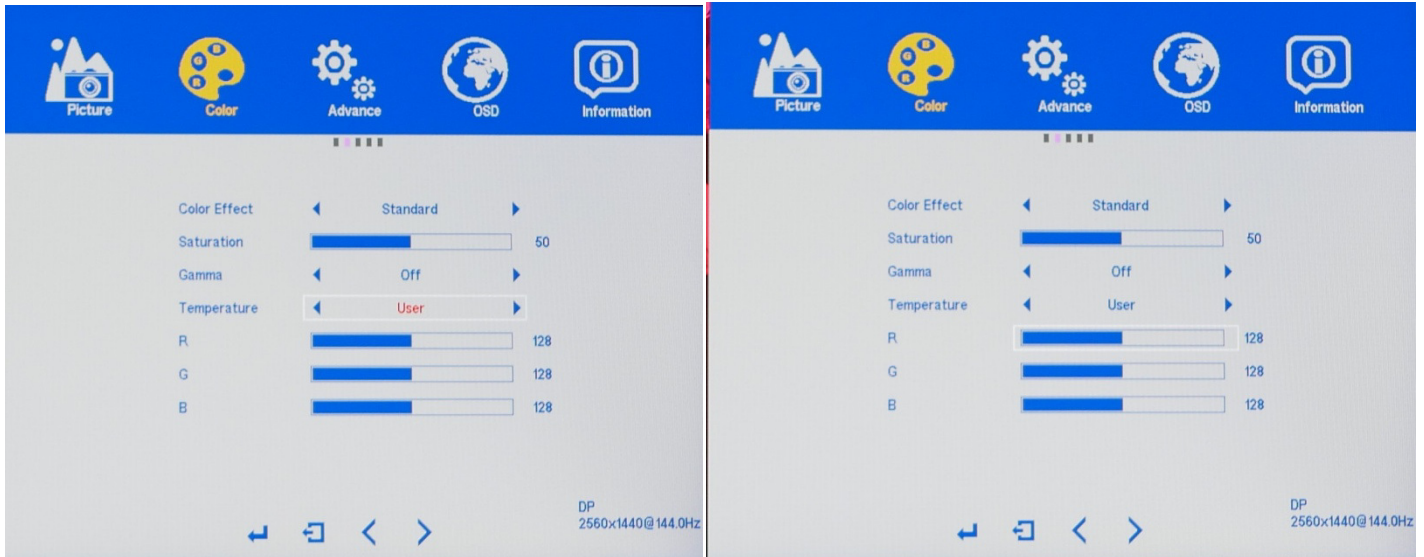 Picture Color Advance OSD Information
Color Effect Standard
Saturation 50
Gamma Off
Temperature User
R 128
G 128
B 128
DP
2560x1440@144.0Hz
Picture Color Advance OSD Information
Color Effect Standard
Saturation 50
Gamma Off
Temperature User
R 128
G 128
B 128
DP
2560x1440@144.0Hz